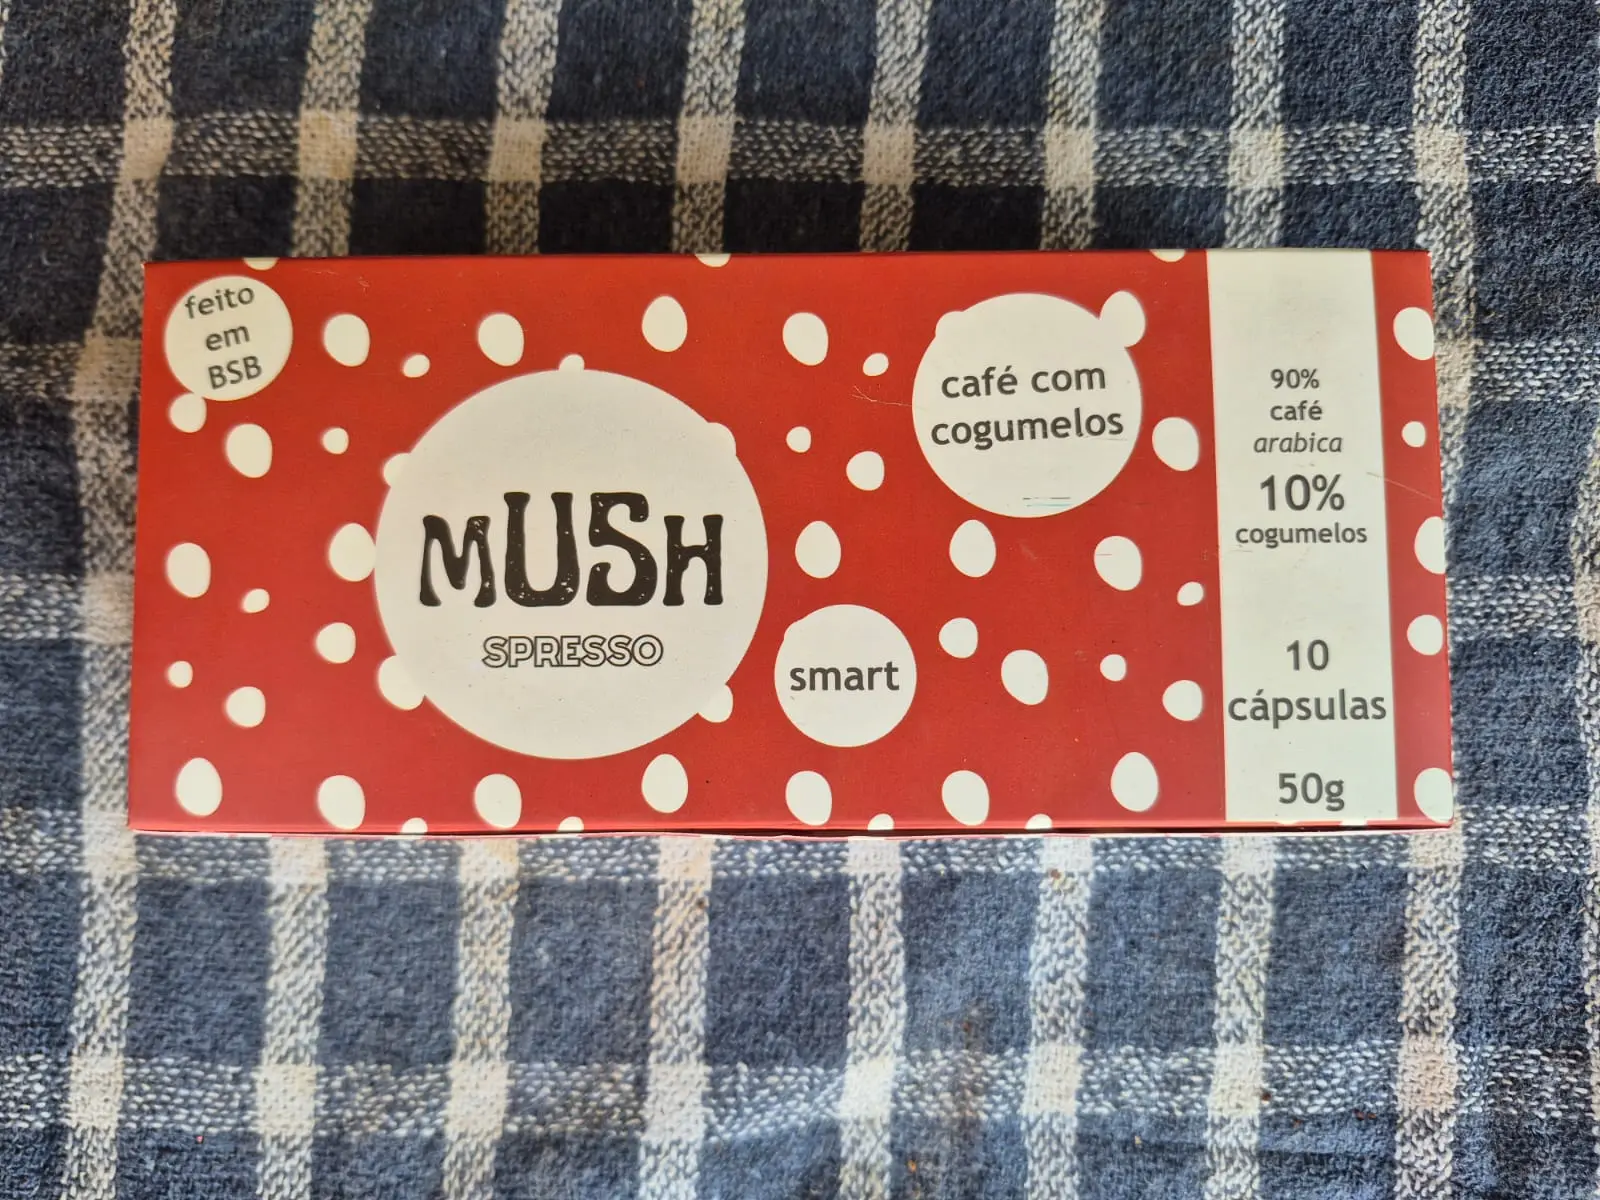 feito
em
BSB
MUSH
SPRESSO
smart
café com
cogumelos
90%
café
arabica
10%
cogumelos
10
cápsulas
50g